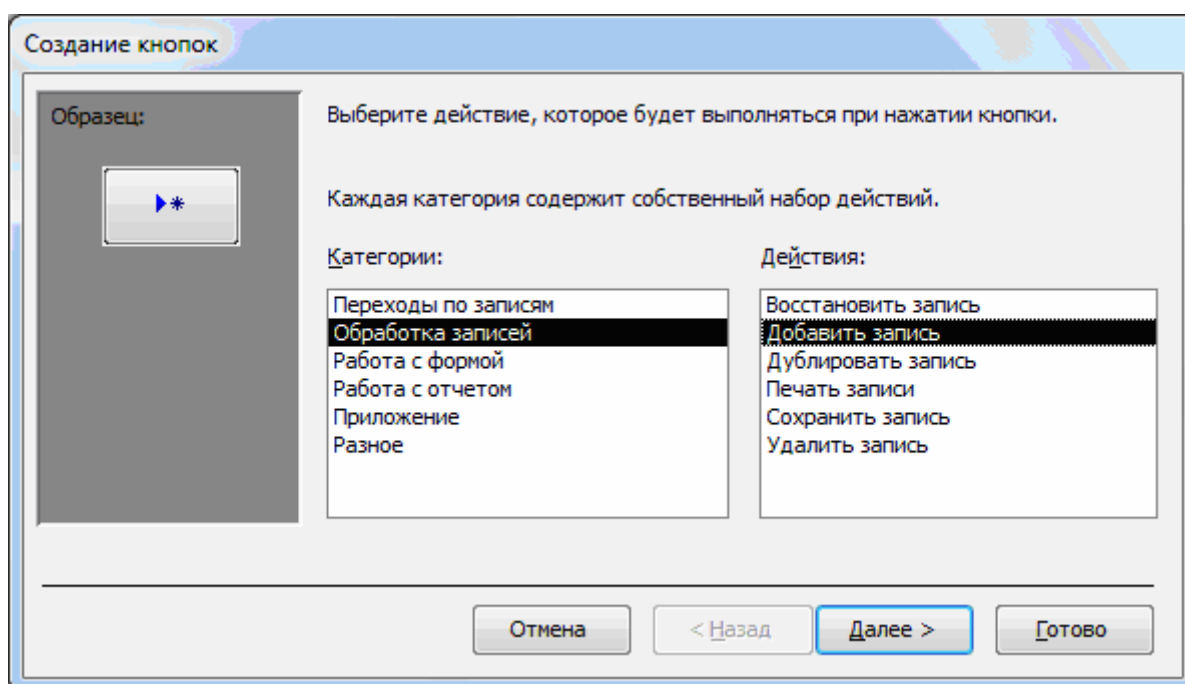 Создание кнопок
Образец:
Выберите действие, которое будет выполняться при нажатии кнопки.
Каждая категория содержит собственный набор действий.
Категории:
Переходы по записям
Обработка записей
Работа с формой
Работа с отчетом
Приложение
Разное
Действия:
Восстановить запись
Добавить запись
Дублировать запись
Печать записи
Сохранить запись
Удалить запись
Отмена
< Назад
Далее >
Готово